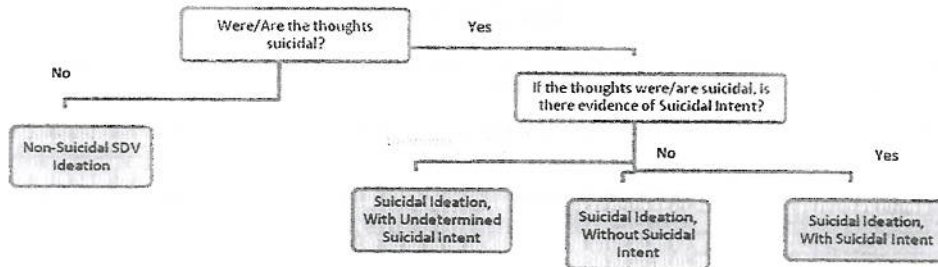 Were/Are the thoughts
suicidal?
Yes
No
If the thoughts were/are suicidal, is
there evidence of Suicidal Intent?
Non-Suicidal SDV
Ideation
No
Yes
Suicidal Ideation,
With Undetermined
Suicidal Intent
Suicidal Ideation,
Without Suicidal
Intent
Suicidal Ideation,
With Suicidal Intent